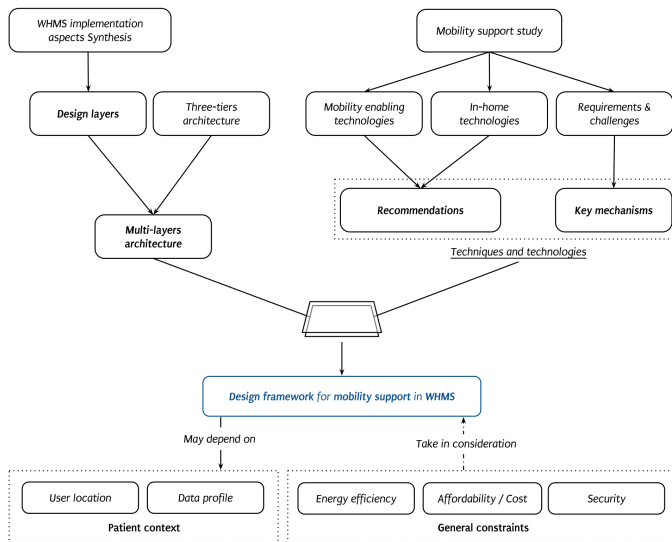 WHMS implementation
aspects Synthesis
Mobility support study
Design layers
Three-tiers
architecture
Mobility enabling
technologies
In-home
technologies
Requirements &
challenges
Recommendations
Key mechanisms
Multi-layers
architecture
Techniques and technologies
Design framework for mobility support in WHMS
May depend on
Take in consideration
User location
Data profile
Energy efficiency
Affordability / Cost
Security
Patient context
General constraints